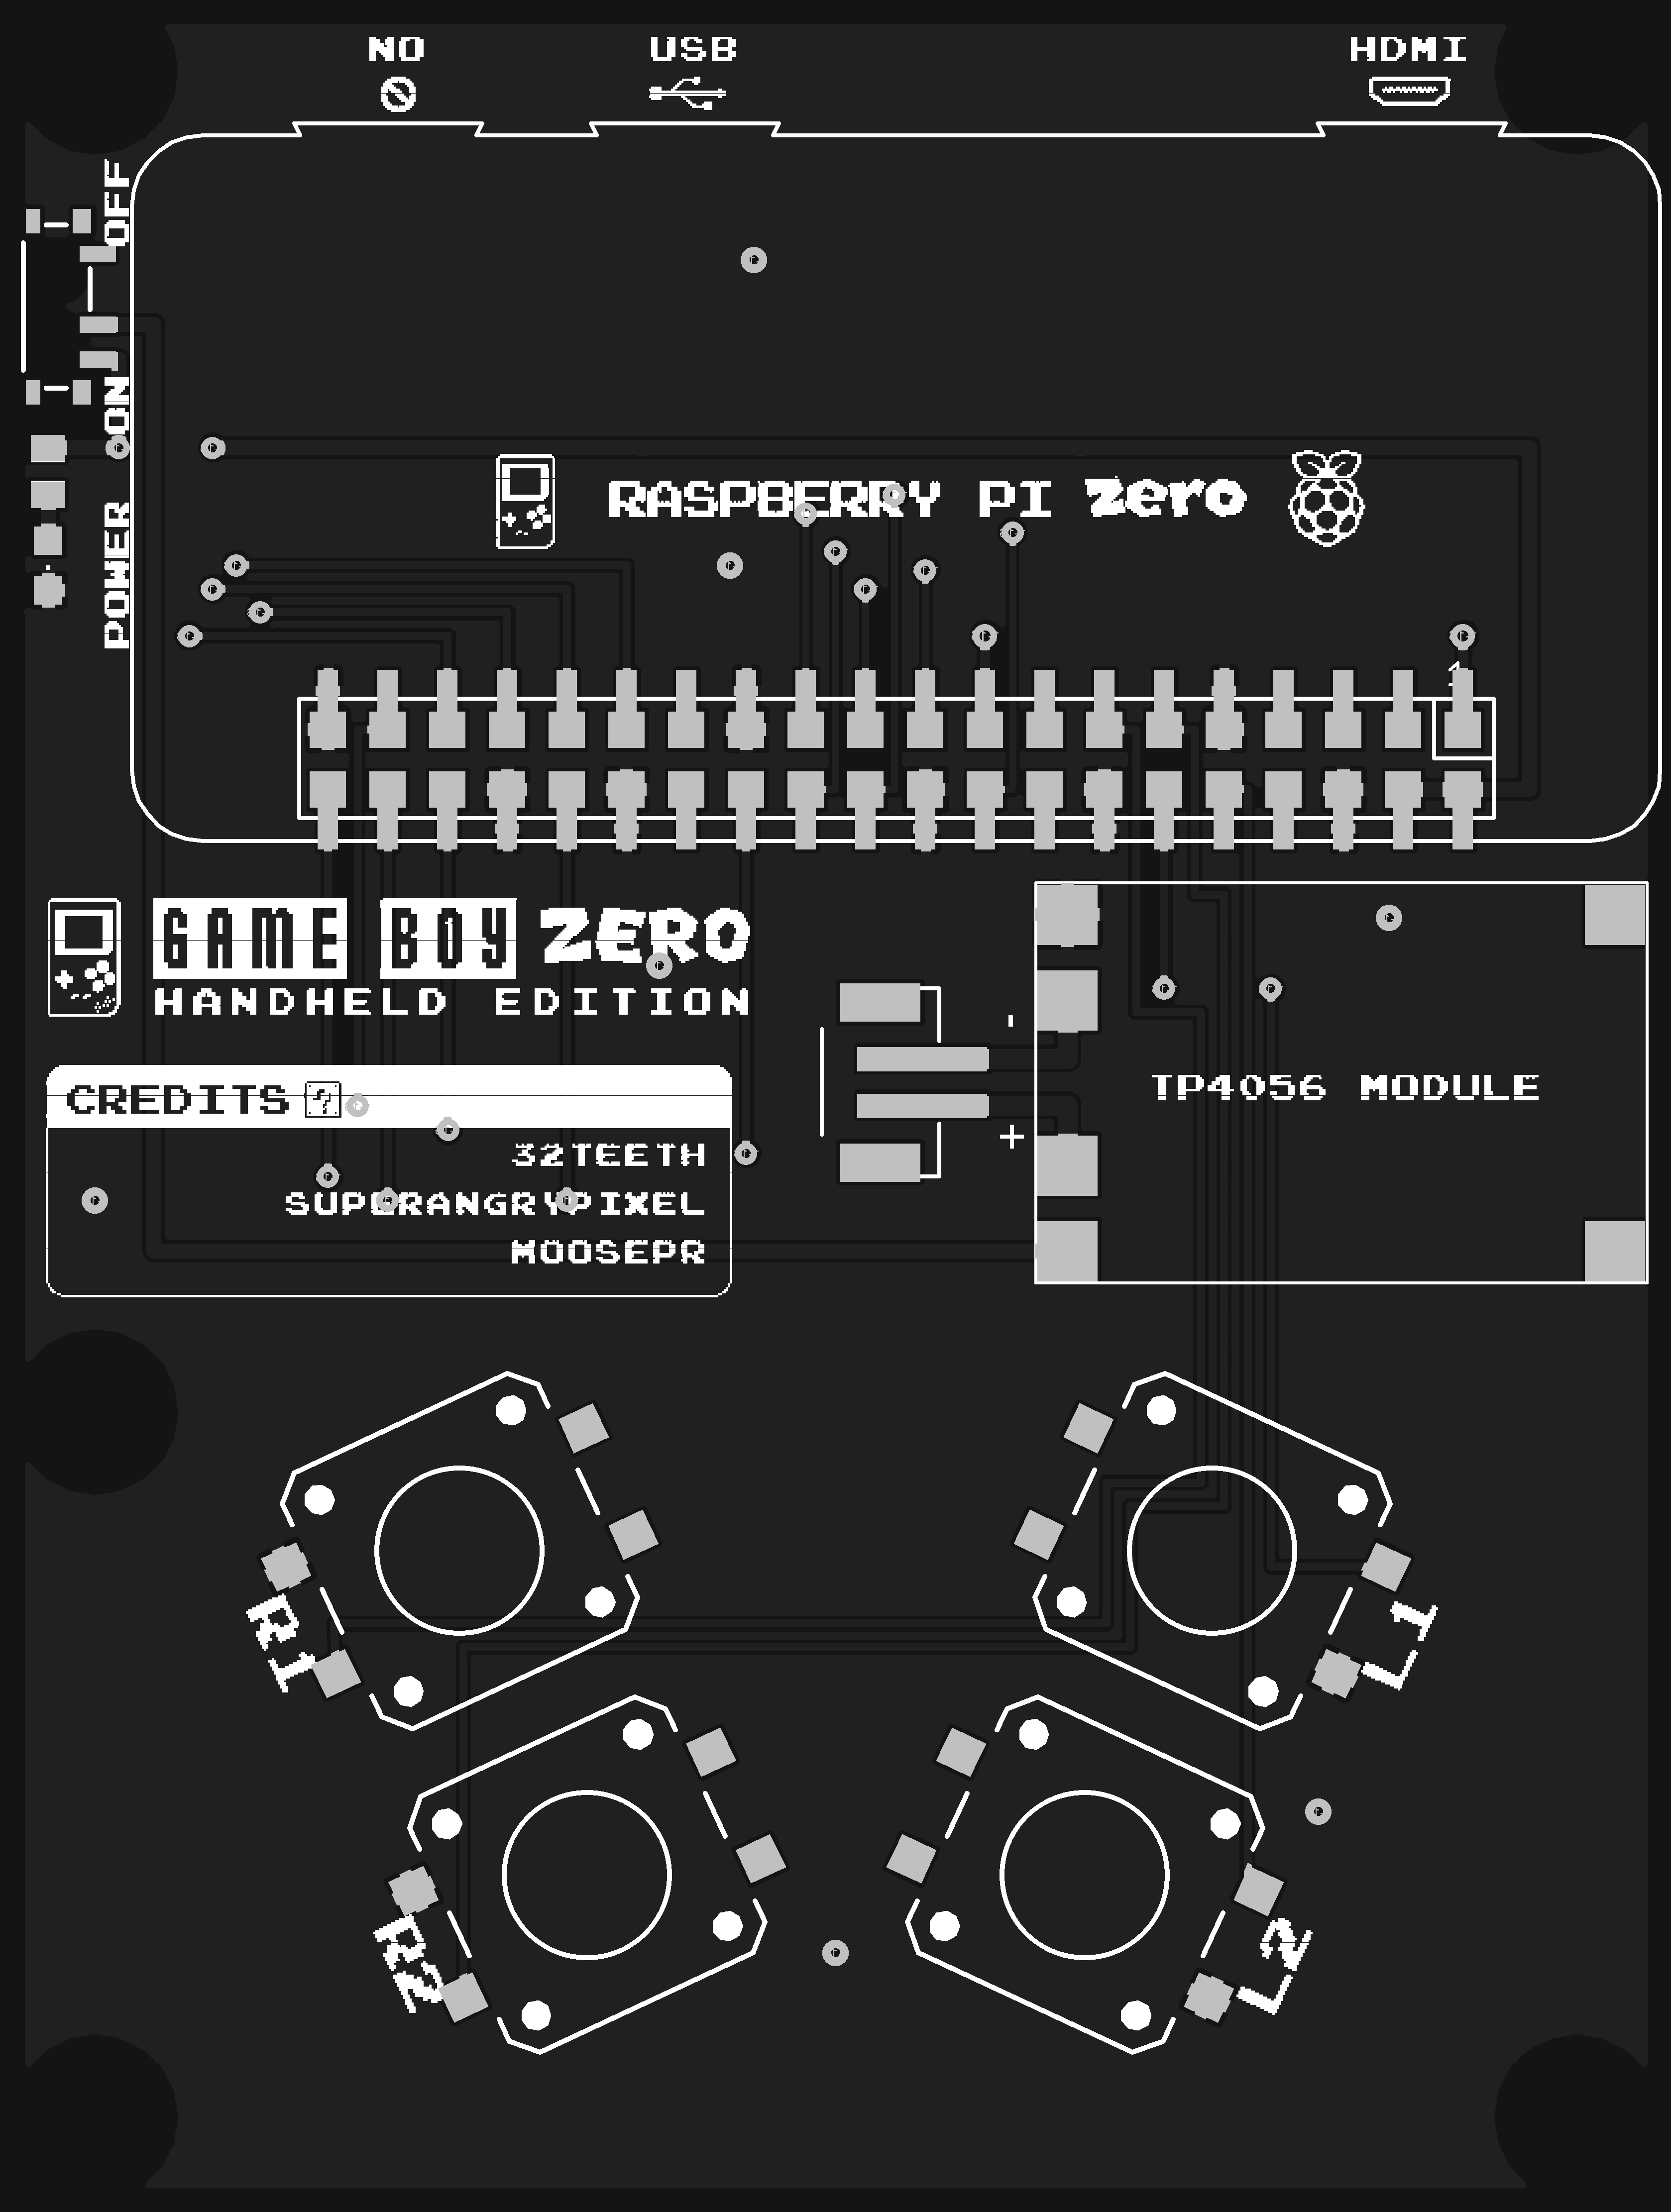 NO USB HDMI
OFF
ON
POWER
RASPBERRY PI zero
1
GAME BOY ZERO
HANDHELD EDITION
-
TP4056 MODULE
+
CREDITS ?
32TEETH
SUPERANGRYPIXEL
MOOSEPR
R1
L1
R2
L2